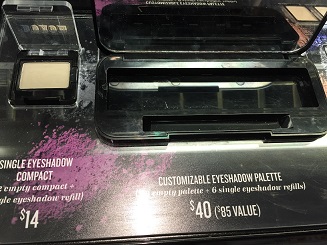 SINGLE EYESHADOW
COMPACT
empty compact +
eyeshadow refill)
$14
CUSTOMIZABLE EYESHADOW PALETTE
empty palette + 6 single eyeshadow refills)
$40 ($85 VALUE)